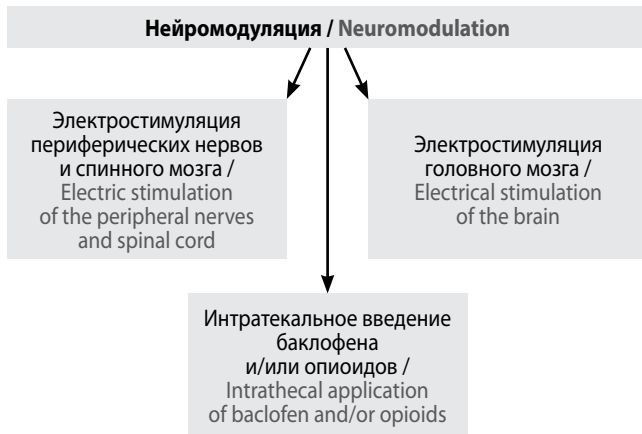 Нейромодуляция / Neuromodulation
Электростимуляция
периферических нервов
и спинного мозга /
Electric stimulation
of the peripheral nerves
and spinal cord
Электростимуляция
головного мозга /
Electrical stimulation
of the brain
Интратекальное введение
баклофена
и/или опиоидов /
Intrathecal application
of baclofen and/or opioids